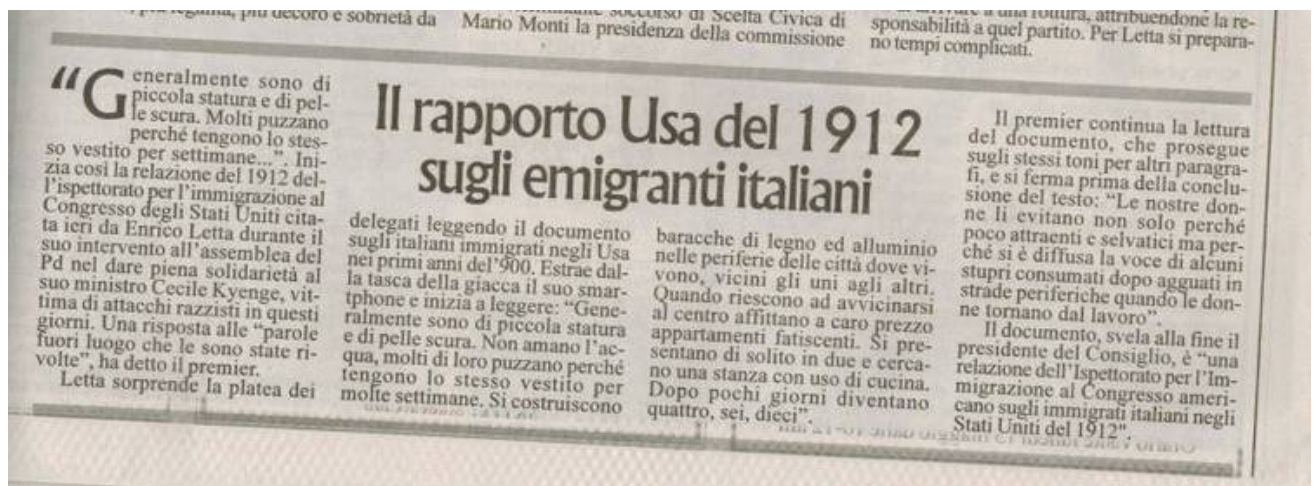 più decoro e sobrietà da
soccorso di Scelta Civica di
Mario Monti la presidenza della commissione
a una rottura, attribuendone la re-
sponsabilità a quel partito. Per Letta si prepara-
no tempi complicati.
Il rapporto Usa del 1912
sugli emigranti italiani
“Generalmente sono di
piccola statura e di pel-
le scura. Molti puzzano
perché tengono lo stes-
so vestito per settimane...”. Ini-
zia così la relazione del 1912 del-
l'ispettorato per l'immigrazione al
Congresso degli Stati Uniti cita-
ta ieri da Enrico Letta durante il
suo intervento all'assemblea del
Pd nel dare piena solidarietà al
suo ministro Cecile Kyenge, vit-
tima di attacchi razzisti in questi
giorni. Una risposta alle “parole
fuori luogo che le sono state ri-
volte”, ha detto il premier.
Letta sorprende la platea dei
delegati leggendo il documento
sugli italiani immigrati negli Usa
nei primi anni del'900. Estrae dal-
la tasca della giacca il suo smar-
tphone e inizia a leggere: “Gene-
ralmente sono di piccola statura
e di pelle scura. Non amano l'ac-
qua, molti di loro puzzano perché
tengono lo stesso vestito per
molte settimane. Si costruiscono
baracche di legno ed alluminio
nelle periferie delle città dove vi-
vono, vicini gli uni agli altri.
Quando riescono ad avvicinarsi
al centro affittano a caro prezzo
appartamenti fatiscenti. Si pre-
sentano di solito in due e cerca-
no una stanza con uso di cucina.
Dopo pochi giorni diventano
quattro, sei, dieci”.
Il premier continua la lettura
del documento, che prosegue
sugli stessi toni per altri paragra-
fi, e si ferma prima della conclu-
sione del testo: “Le nostre don-
ne li evitano non solo perché
poco attraenti e selvatici ma per-
ché si è diffusa la voce di alcuni
stupri consumati dopo agguati in
strade periferiche quando le don-
ne tornano dal lavoro”.
Il documento, svela alla fine il
presidente del Consiglio, è “una
relazione dell'Ispettorato per l'Im-
migrazione al Congresso ameri-
cano sugli immigrati italiani negli
Stati Uniti del 1912".